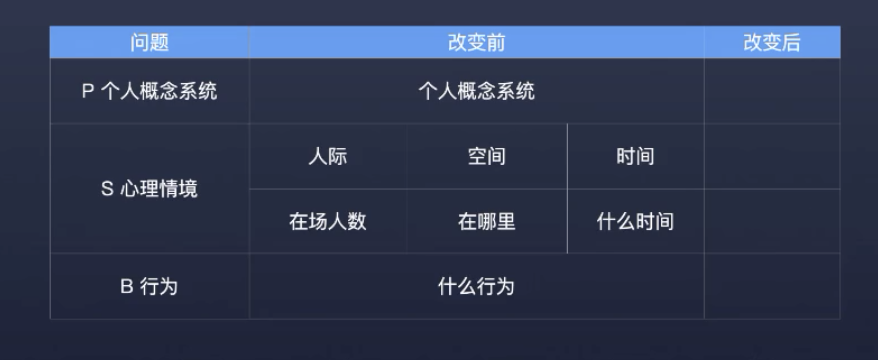 问题 改变前 改变后
P 个人概念系统 个人概念系统
人际 空间 时间
S 心理情境
在场人数 在哪里 什么时间
B 行为 什么行为